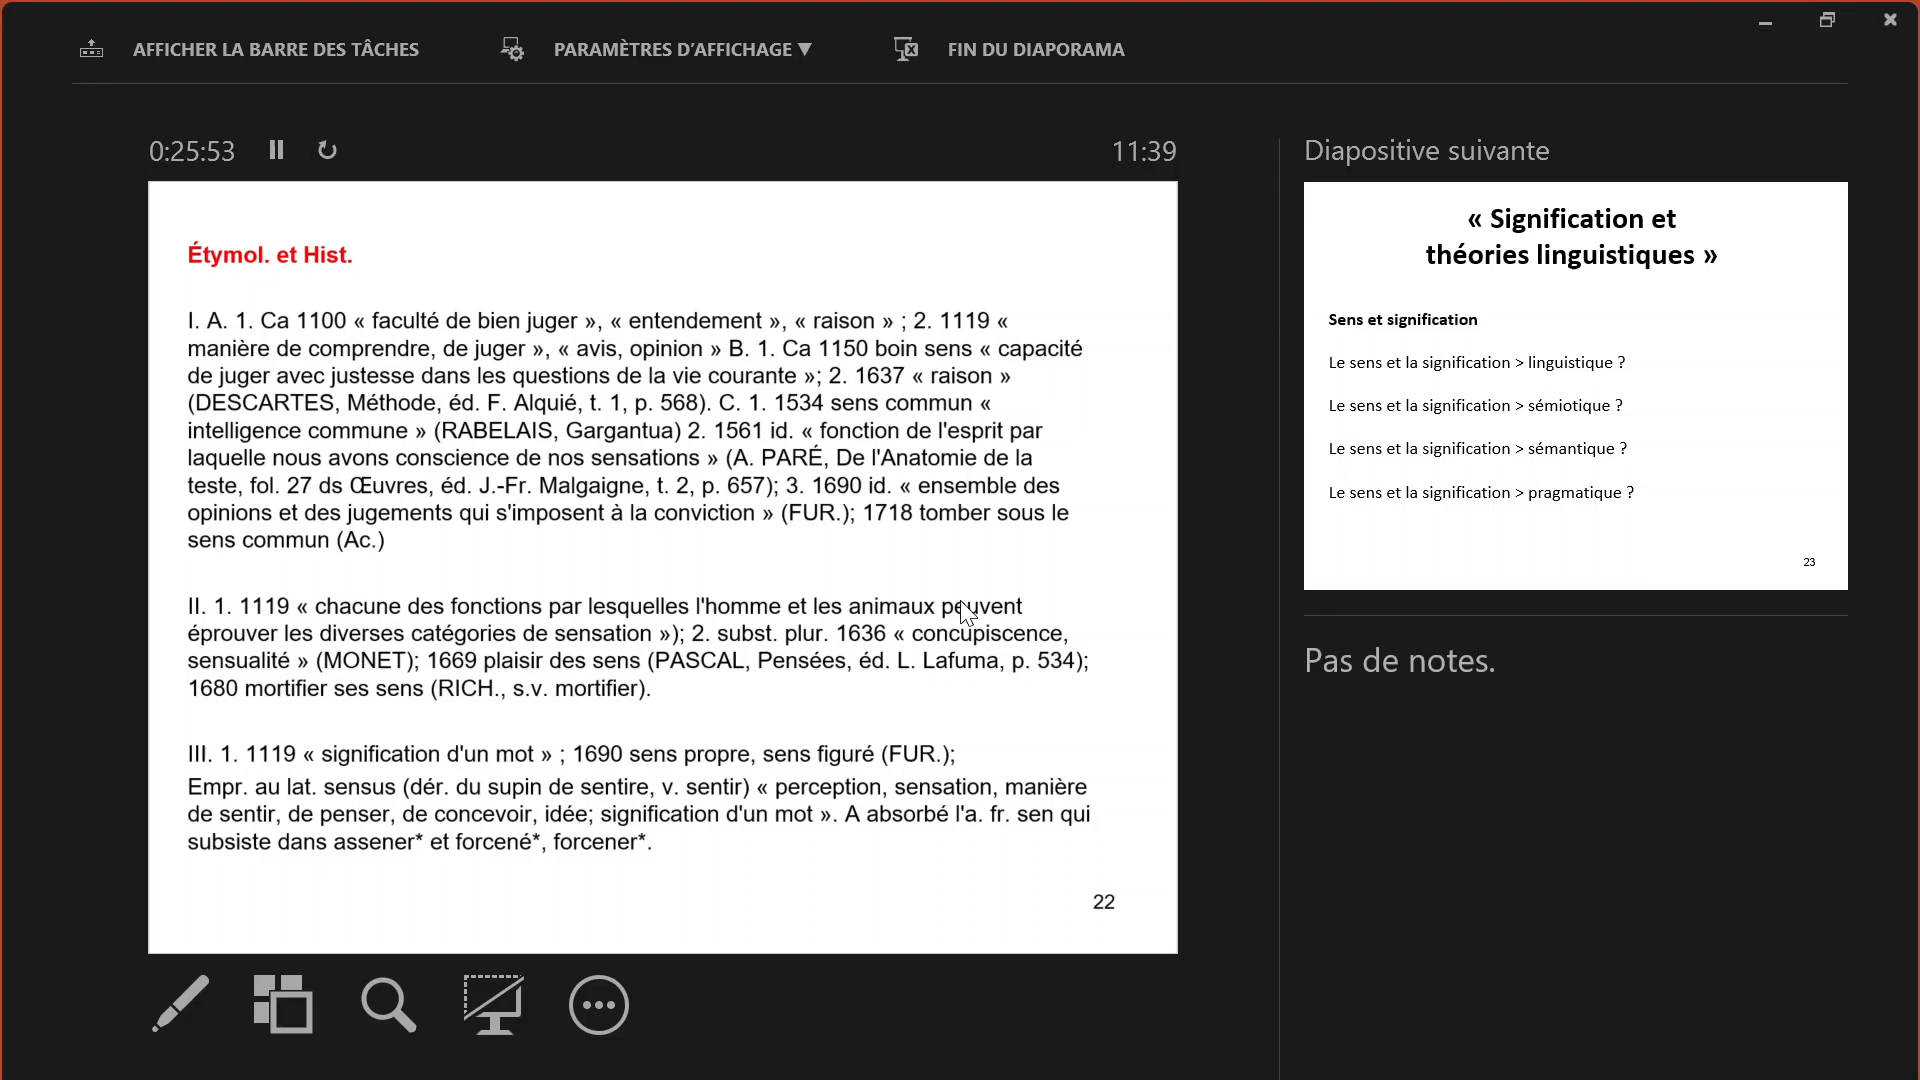 AFFICHER LA BARRE DES TÂCHES
PARAMÈTRES D'AFFICHAGE ▼
FIN DU DIAPORAMA
0:25:53
11:39
Étymol. et Hist.
I. A. 1. Ca 1100 « faculté de bien juger », « entendement », « raison » ; 2. 1119 «
manière de comprendre, de juger », « avis, opinion » B. 1. Ca 1150 boin sens « capacité
de juger avec justesse dans les questions de la vie courante »; 2. 1637 « raison »
(DESCARTES, Méthode, éd. F. Alquié, t. 1, p. 568). C. 1. 1534 sens commun «
intelligence commune » (RABELAIS, Gargantua) 2. 1561 id. « fonction de l'esprit par
laquelle nous avons conscience de nos sensations » (A. PARÉ, De l'Anatomie de la
teste, fol. 27 ds Œuvres, éd. J.-Fr. Malgaigne, t. 2, p. 657); 3. 1690 id. « ensemble des
opinions et des jugements qui s'imposent à la conviction » (FUR.); 1718 tomber sous le
sens commun (Ac.)
II. 1. 1119 « chacune des fonctions par lesquelles l'homme et les animaux peuvent
éprouver les diverses catégories de sensation »); 2. subst. plur. 1636 « concupiscence,
sensualité » (MONET); 1669 plaisir des sens (PASCAL, Pensées, éd. L. Lafuma, p. 534);
1680 mortifier ses sens (RICH., s.v. mortifier).
III. 1. 1119 « signification d'un mot » ; 1690 sens propre, sens figuré (FUR.);
Empr. au lat. sensus (dér. du supin de sentire, v. sentir) « perception, sensation, manière
de sentir, de penser, de concevoir, idée; signification d'un mot ». A absorbé l'a. fr. sen qui
subsiste dans assener* et forcené*, forcener*.
22
Diapositive suivante
« Signification et
théories linguistiques »
Sens et signification
Le sens et la signification > linguistique ?
Le sens et la signification > sémiotique ?
Le sens et la signification > sémantique ?
Le sens et la signification > pragmatique ?
23
Pas de notes.